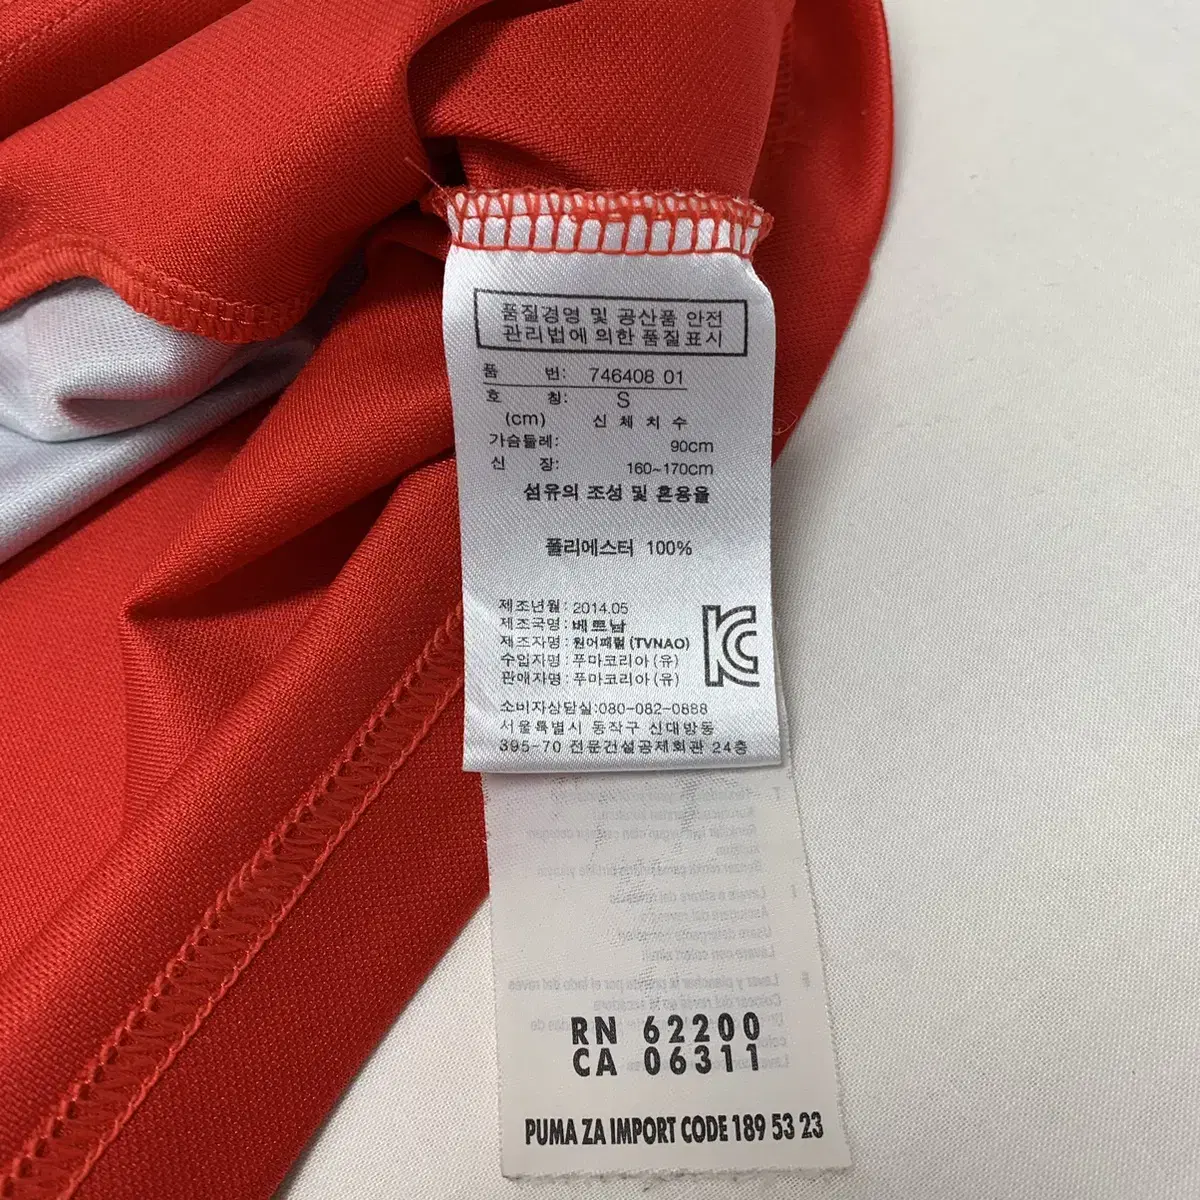 품질경영 및 공산품 안전
관리법에 의한 품질표시
품 번: 746408 01
호 칭: S
(cm) 신 체 치 수
가슴둘레: 90cm
신 장: 160~170cm
섬유의 조성 및 혼용율
폴리에스터 100%
제조년월: 2014.05
제조국명: 베트남
제조자명: 원어패럴 (TVNAO)
수입자명: 푸마코리아 (유)
판매자명: 푸마코리아 (유)
소비자상담실:080-082-0888
서울특별시 동작구 신대방동
395-70 전문건설공제회관 24층
RN 62200
CA 06311
PUMA ZA IMPORT CODE 189 53 23